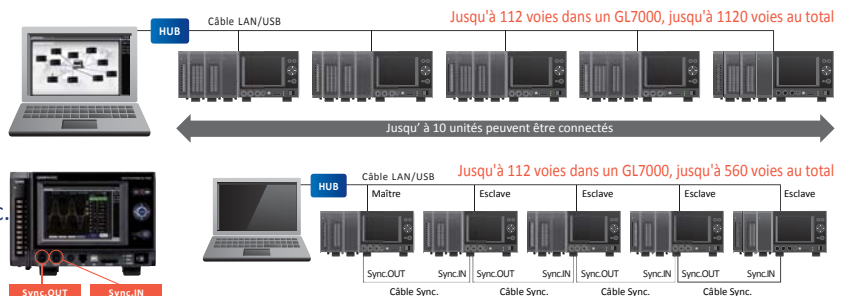 Câble LAN/USB
Jusqu'à 112 voies dans un GL7000, jusqu'à 1120 voies au total
HUB
Jusqu' à 10 unités peuvent être connectés
Câble LAN/USB
Jusqu'à 112 voies dans un GL7000, jusqu'à 560 voies au total
HUB
Maître
Esclave
Esclave
Esclave
Esclave
c.
Sync.OUT
Sync.IN
Sync.OUT
Sync.IN
Sync.OUT
Sync.IN
Sync.OUT
Sync.IN
Sync.OUT
Sync.IN
Câble Sync.
Câble Sync.
Câble Sync.
Câble Sync.